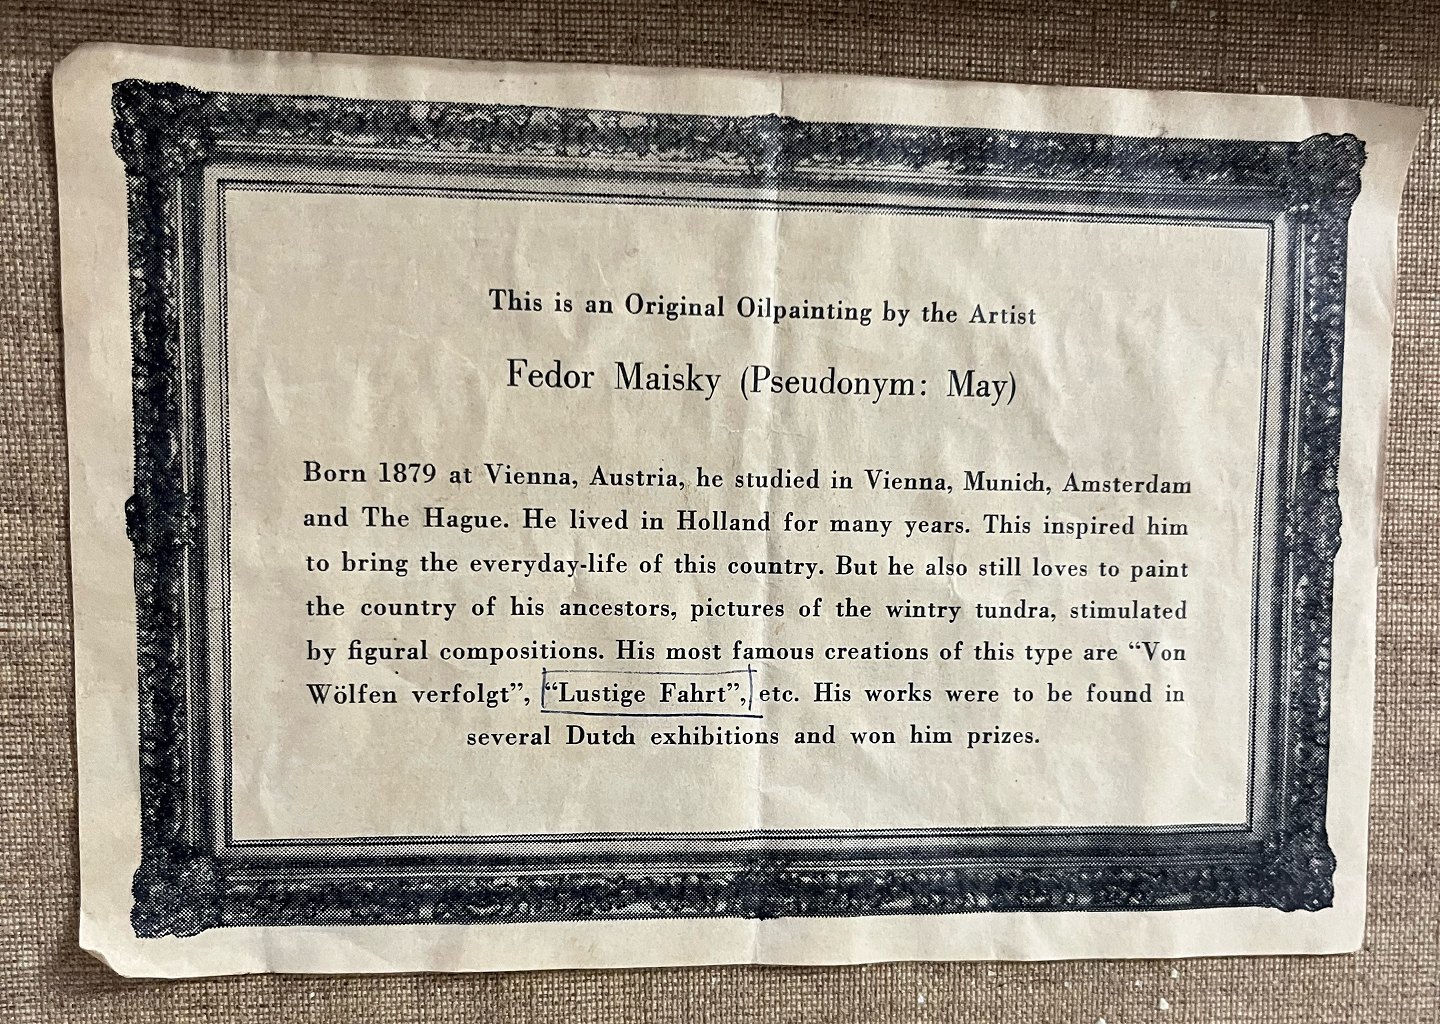 This is an Original Oilpainting by the Artist
Fedor Maisky (Pseudonym: May)
Born 1879 at Vienna, Austria, he studied in Vienna, Munich, Amsterdam
and The Hague. He lived in Holland for many years. This inspired him
to bring the everyday-life of this country. But he also still loves to paint
the country of his ancestors, pictures of the wintry tundra, stimulated
by figural compositions. His most famous creations of this type are “Von
Wölfen verfolgt”, “Lustige Fahrt”, etc. His works were to be found in
several Dutch exhibitions and won him prizes.